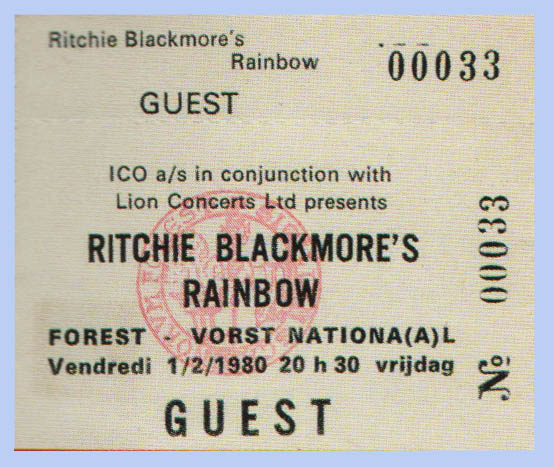 Ritchie Blackmore's
Rainbow
00033
GUEST
ICO a/s in conjunction with
Lion Concerts Ltd presents
RITCHIE BLACKMORE'S
RAINBOW
FOREST - VORST NATIONA(A)L
Vendredi 1/2/1980 20 h 30 vrijdag
GUEST
No 00033